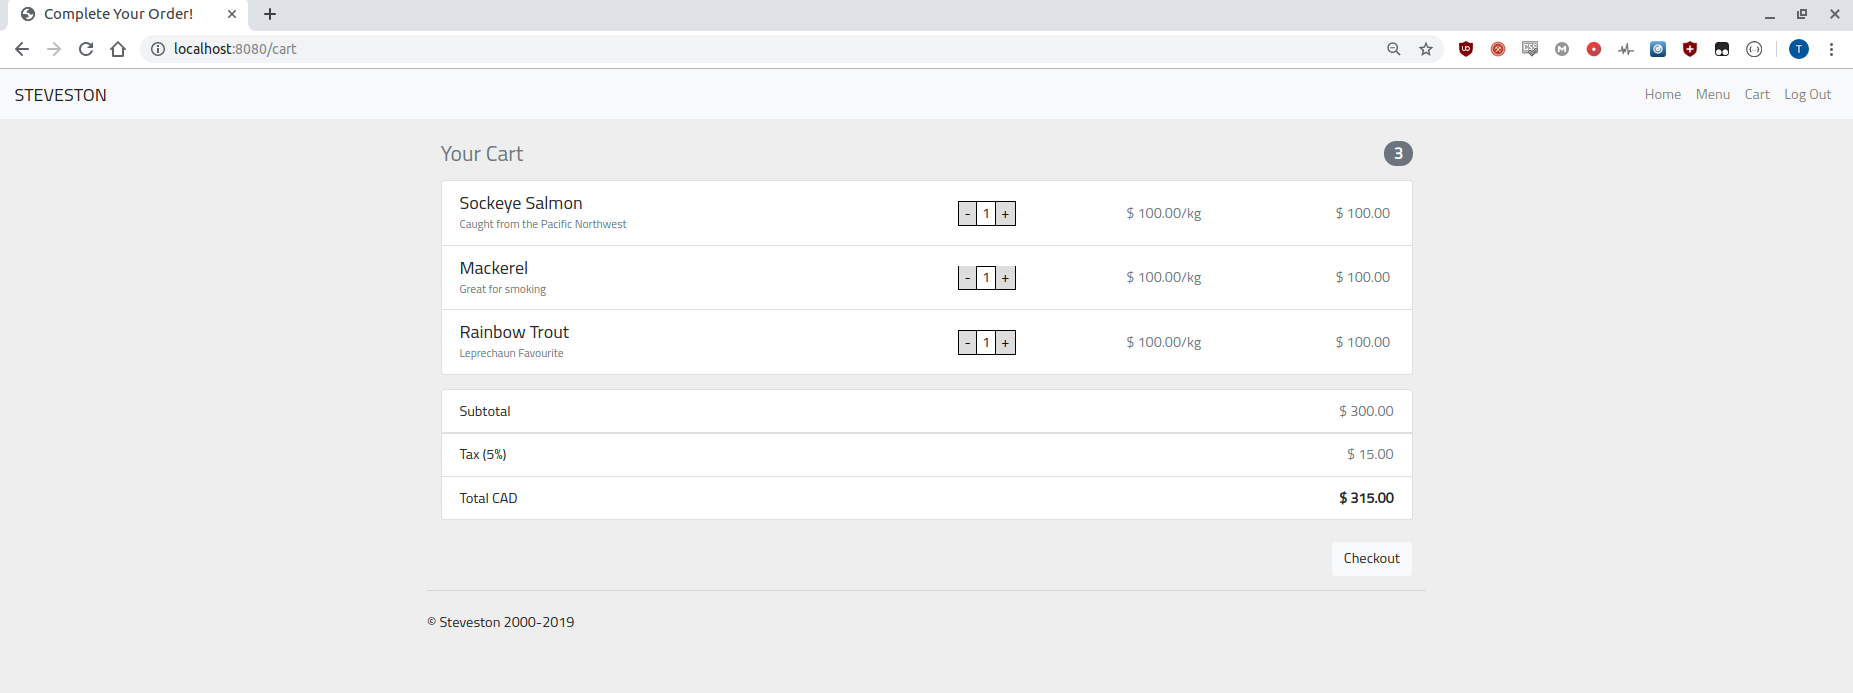 Complete Your Order!
localhost:8080/cart
STEVESTON
Home Menu Cart Log Out
Your Cart 3
Sockeye Salmon
Caught from the Pacific Northwest
- 1 + $ 100.00/kg $ 100.00
Mackerel
Great for smoking
- 1 + $ 100.00/kg $ 100.00
Rainbow Trout
Leprechaun Favourite
- 1 + $ 100.00/kg $ 100.00
Subtotal $ 300.00
Tax (5%) $ 15.00
Total CAD $ 315.00
Checkout
© Steveston 2000-2019